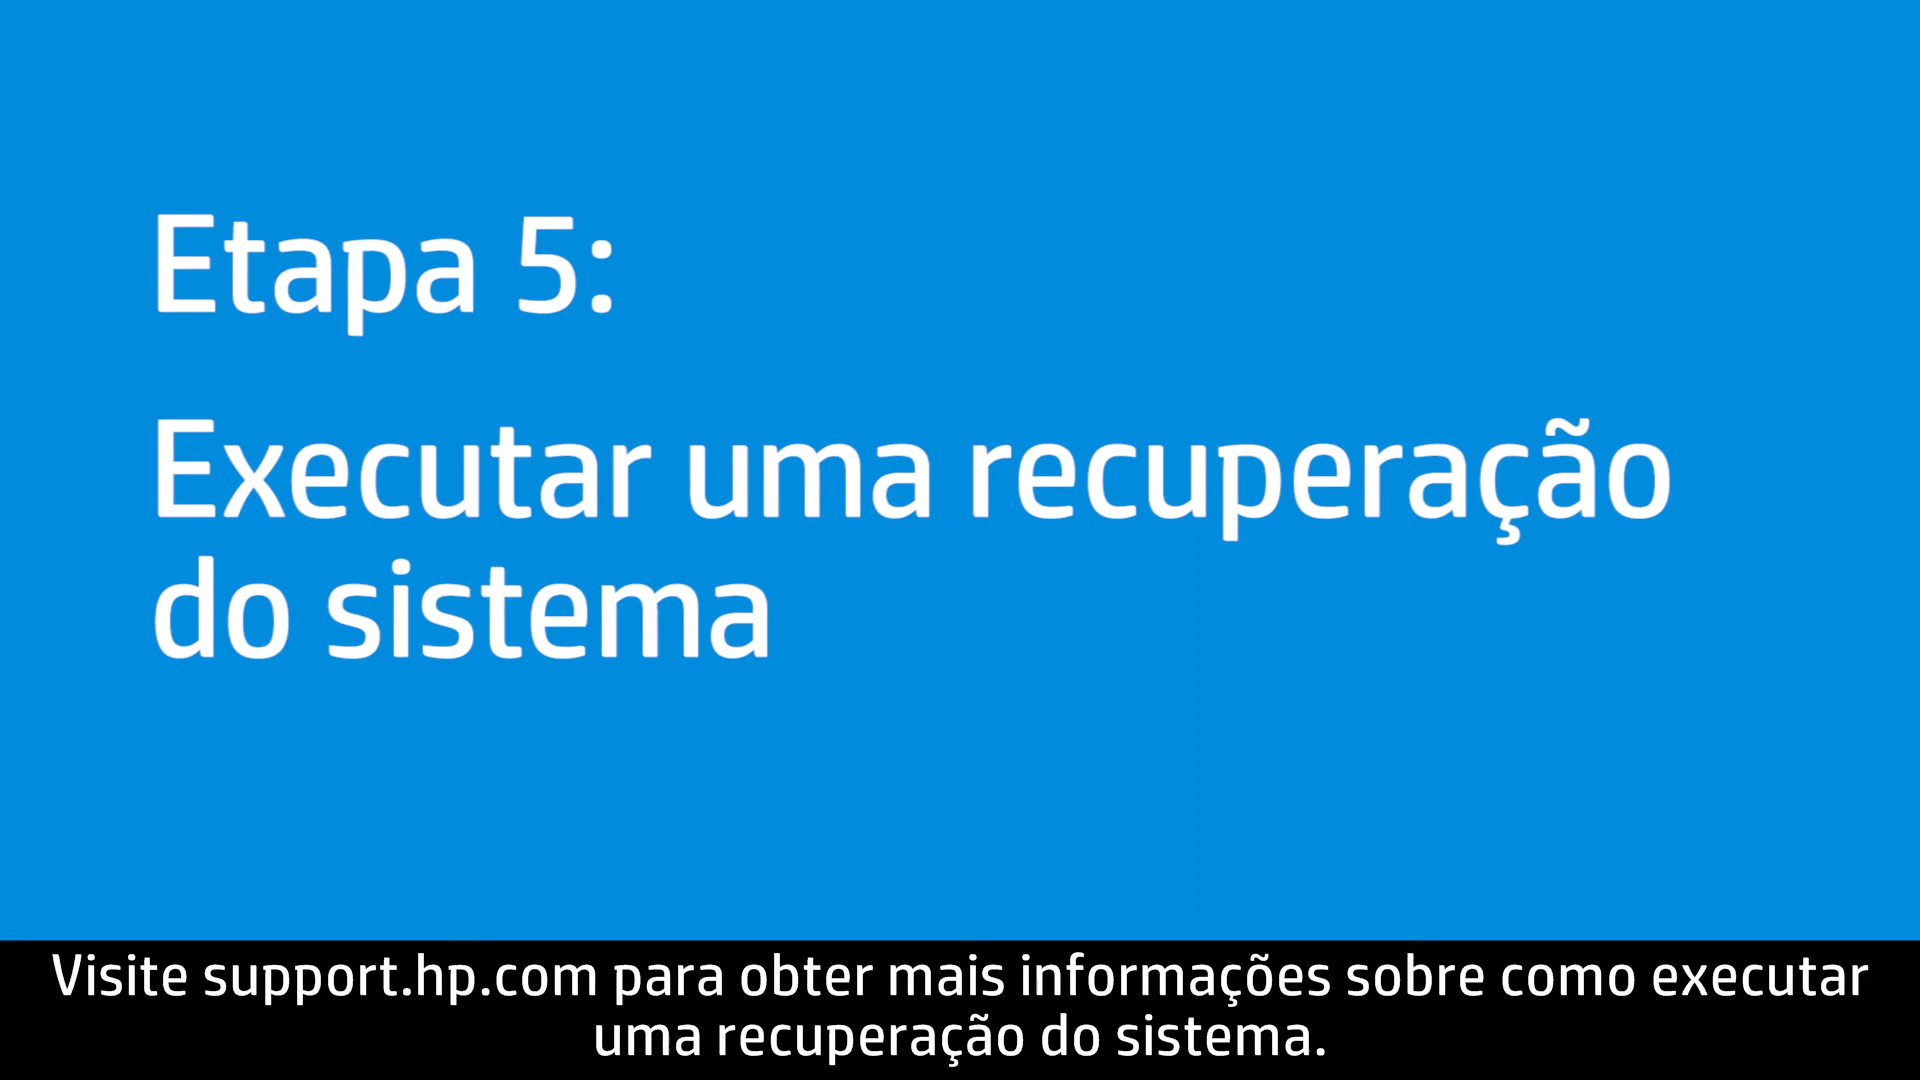 Etapa 5:
Executar uma recuperação
do sistema
Visite support.hp.com para obter mais informações sobre como executar
uma recuperação do sistema.